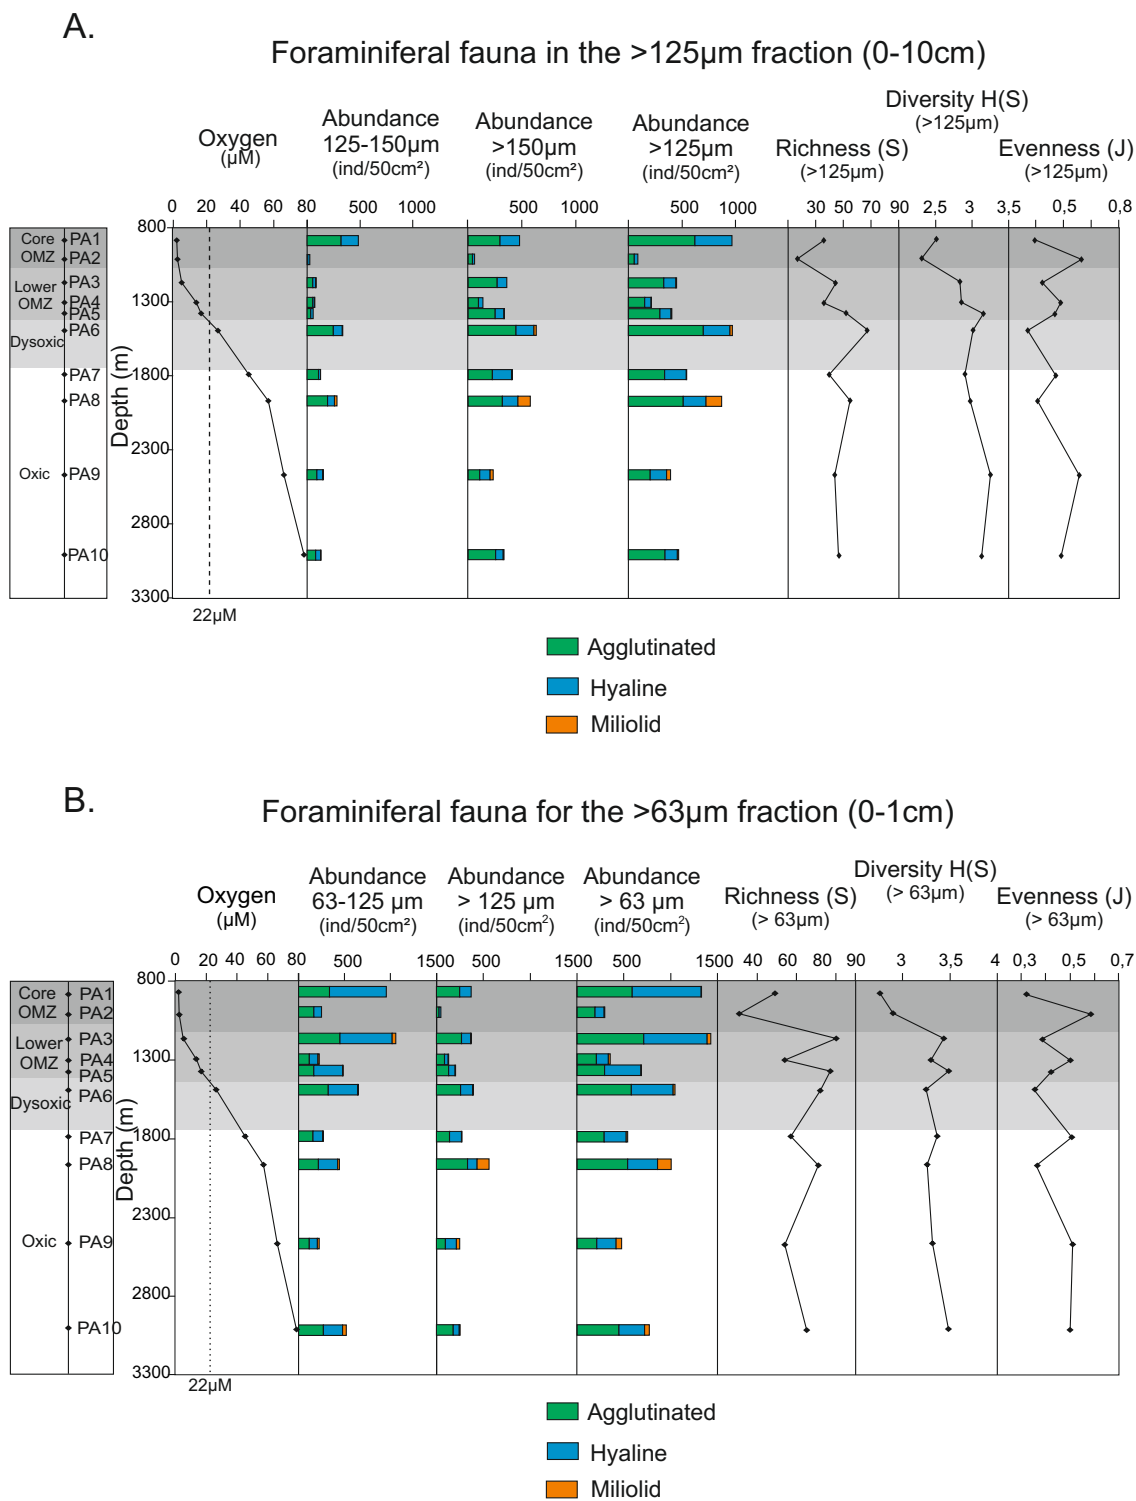 A.
Foraminiferal fauna in the >125µm fraction (0-10cm)
Oxygen
(µM)
Abundance
125-150µm
(ind/50cm²)
Abundance
>150µm
(ind/50cm²)
Abundance
>125µm
(ind/50cm²)
Richness (S)
(>125µm)
Diversity H(S)
(>125µm)
Evenness (J)
(>125µm)
0 20 40 60 80 500 1000 500 1000 500 1000 30 50 70 90 2,5 3 3,5 0,5 0,8
Core
OMZ
Lower
OMZ
Dysoxic
Oxic
PA1
PA2
PA3
PA4
PA5
PA6
PA7
PA8
PA9
PA10
Depth (m)
800
1300
1800
2300
2800
3300
22µM
Agglutinated
Hyaline
Miliolid
B.
Foraminiferal fauna for the >63µm fraction (0-1cm)
Oxygen
(µM)
Abundance
63-125 µm
(ind/50cm²)
Abundance
> 125 µm
(ind/50cm²)
Abundance
> 63 µm
(ind/50cm²)
Richness (S)
(> 63µm)
Diversity H(S)
(> 63µm)
Evenness (J)
(> 63µm)
0 20 40 60 80 500 1500 500 1500 500 1500 40 60 80 90 3 3,5 4 0,3 0,5 0,7
Core
OMZ
Lower
OMZ
Dysoxic
Oxic
PA1
PA2
PA3
PA4
PA5
PA6
PA7
PA8
PA9
PA10
Depth (m)
800
1300
1800
2300
2800
3300
22µM
Agglutinated
Hyaline
Miliolid